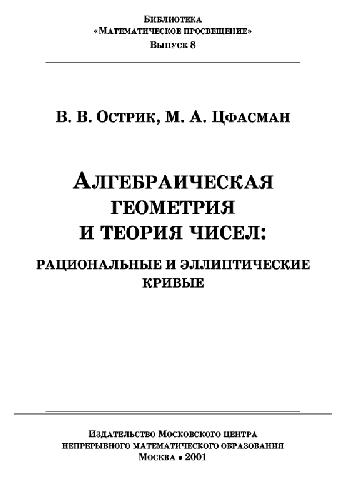 Библиотека
«Математическое просвещение»
Выпуск 8
В. В. Острик, М. А. Цфасман
Алгебраическая
геометрия
и теория чисел:
рациональные и эллиптические
кривые
Издательство Московского центра
непрерывного математического образования
Москва • 2001